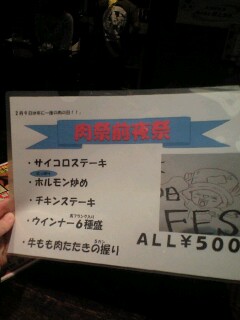 肉祭前夜祭
・サイコロステーキ
・ホルモン炒め
・チキンステーキ
・ウインナー6種盛
・牛もも肉たたきの握り
FES
ALL¥500